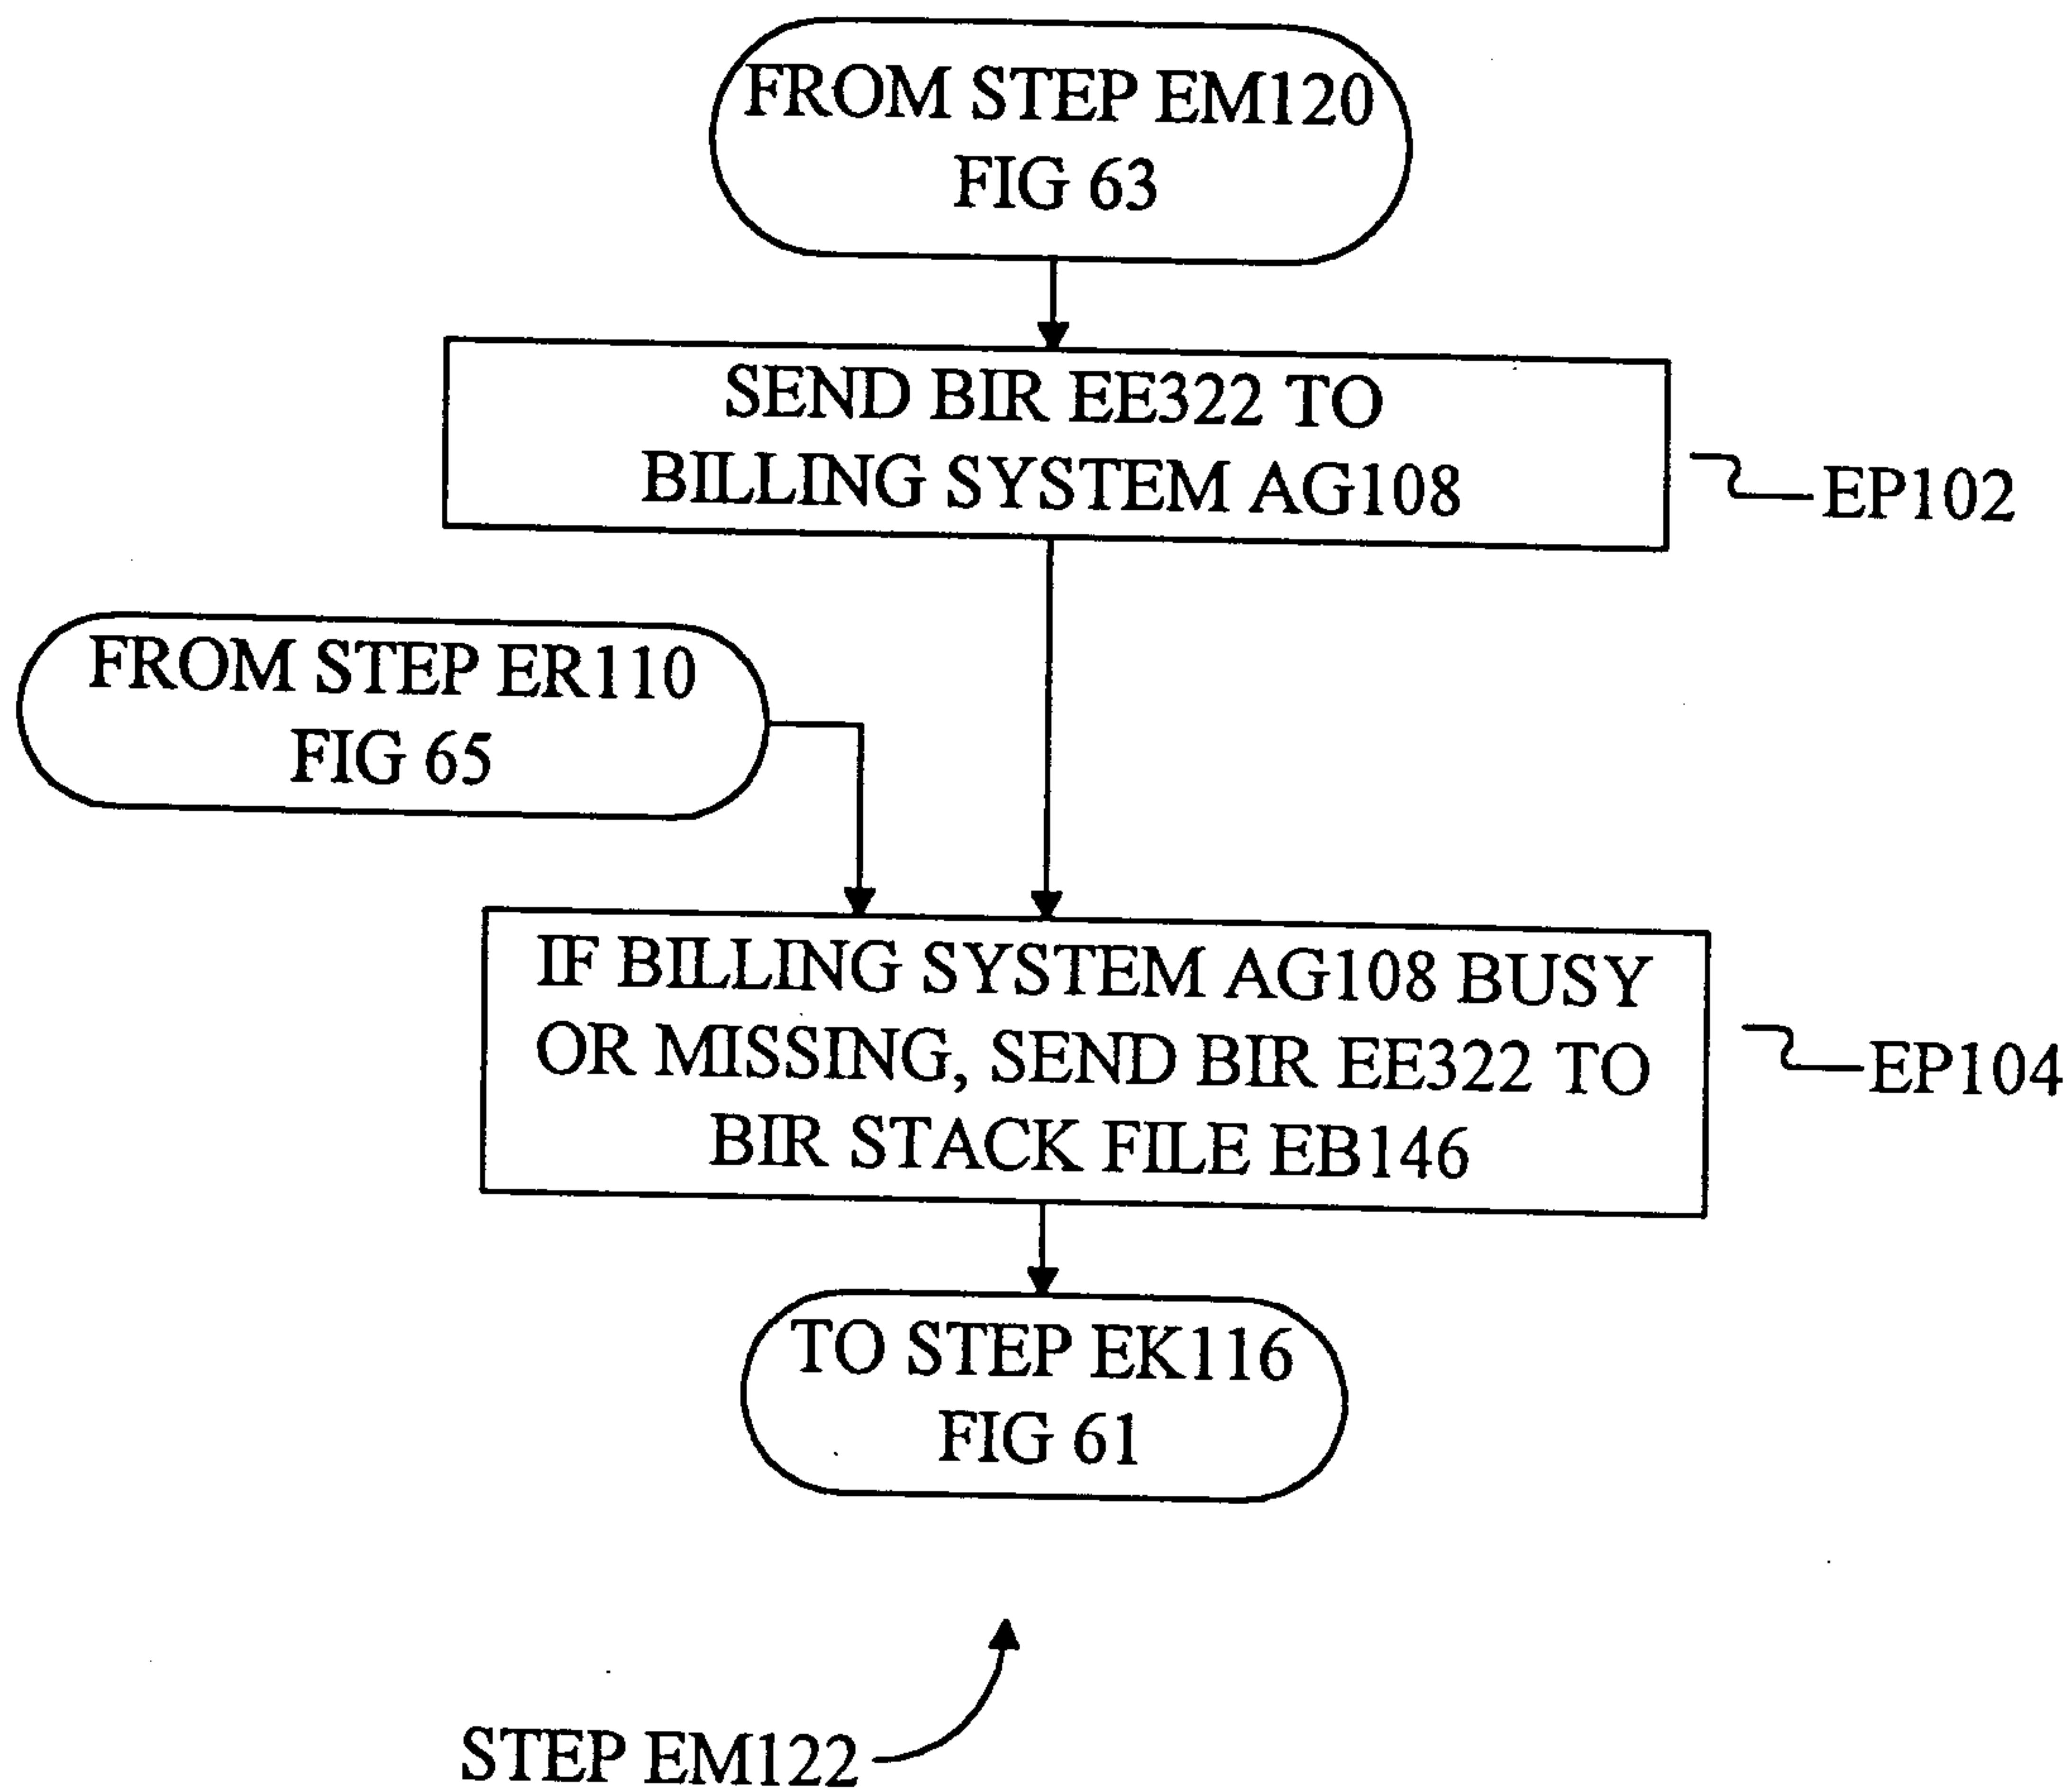 FROM STEP EM120
FIG 63
SEND BIR EE322 TO
BILLING SYSTEM AG108
EP102
FROM STEP ER110
FIG 65
IF BILLING SYSTEM AG108 BUSY
OR MISSING, SEND BIR EE322 TO
BIR STACK FILE EB146
EP104
TO STEP EK116
FIG 61
STEP EM122